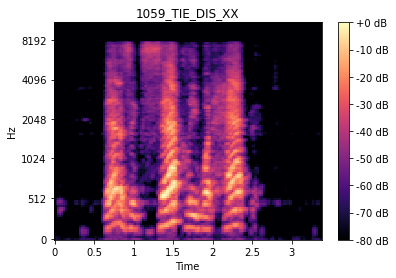 1059_TIE_DIS_XX
+0 dB
8192
-10 dB
4096
-20 dB
-30 dB
2048
Hz
-40 dB
1024
-50 dB
512
-60 dB
-70 dB
0
-80 dB
0 0.5 1 1.5 2 2.5 3
Time